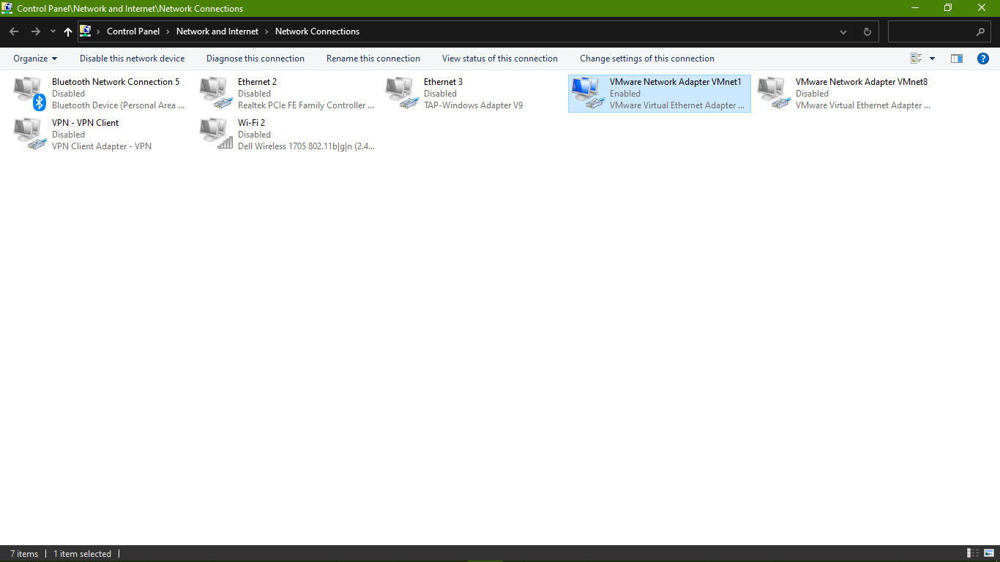 Control Panel\Network and Internet\Network Connections
Control Panel › Network and Internet › Network Connections
Organize Disable this network device Diagnose this connection Rename this connection View status of this connection Change settings of this connection
Bluetooth Network Connection 5
Disabled
Bluetooth Device (Personal Area ...
Ethernet 2
Disabled
Realtek PCIe FE Family Controller ...
Ethernet 3
Disabled
TAP-Windows Adapter V9
VMware Network Adapter VMnet1
Enabled
VMware Virtual Ethernet Adapter ...
VMware Network Adapter VMnet8
Disabled
VMware Virtual Ethernet Adapter ...
VPN - VPN Client
Disabled
VPN Client Adapter - VPN
Wi-Fi 2
Disabled
Dell Wireless 1705 802.11b|g|n (2.4...
7 items 1 item selected